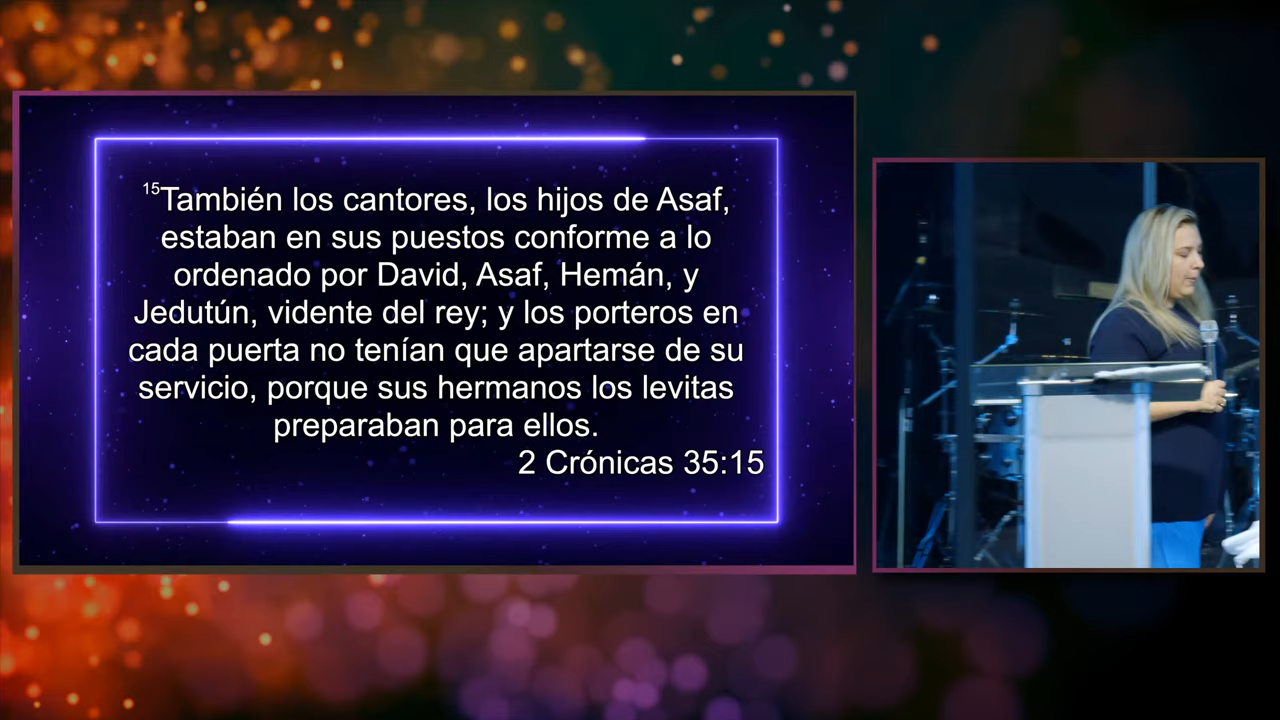 15También los cantores, los hijos de Asaf,
estaban en sus puestos conforme a lo
ordenado por David, Asaf, Hemán, y
Jedutún, vidente del rey; y los porteros en
cada puerta no tenían que apartarse de su
servicio, porque sus hermanos los levitas
preparaban para ellos.
2 Crónicas 35:15